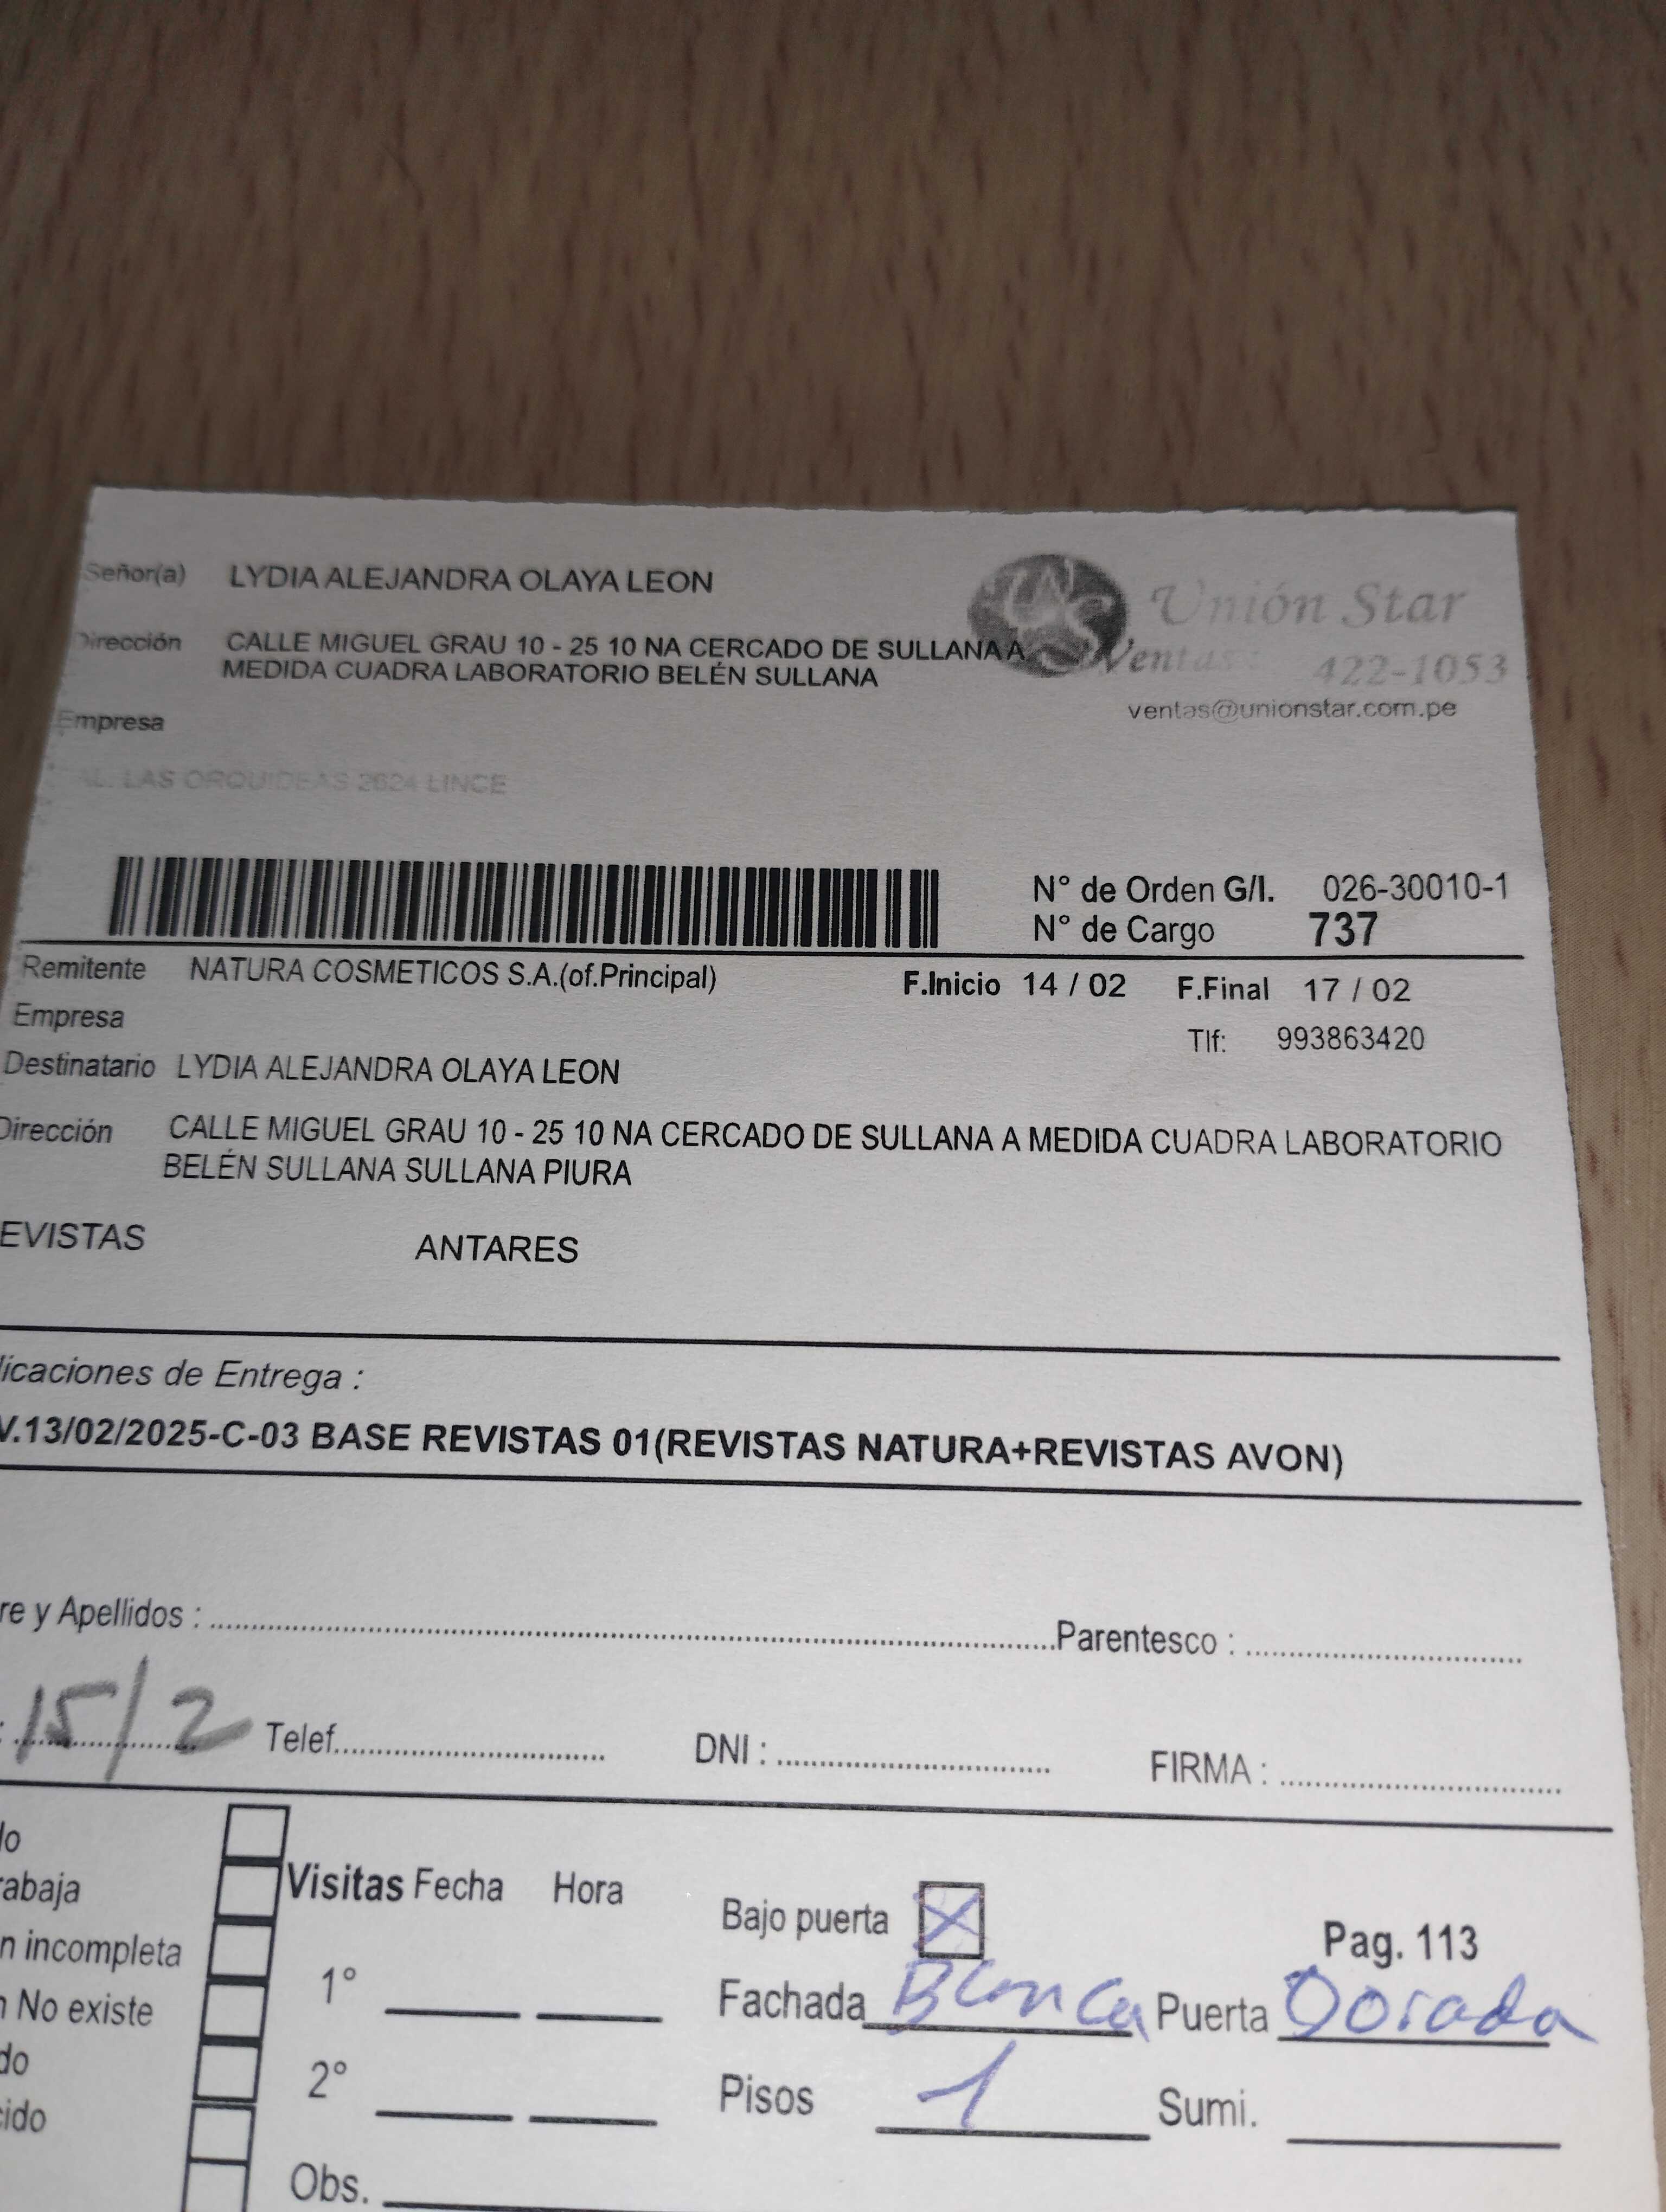 Señor(a) LYDIA ALEJANDRA OLAYA LEON
Unión Star
Dirección CALLE MIGUEL GRAU 10 - 25 10 NA CERCADO DE SULLANA A
MEDIDA CUADRA LABORATORIO BELÉN SULLANA
Ventas: 422-1053
ventas@unionstar.com.pe
Empresa
AL. LAS ORQUIDEAS 2624 LINCE
N° de Orden G/I. 026-30010-1
N° de Cargo 737
Remitente NATURA COSMETICOS S.A.(of.Principal) F.Inicio 14 / 02 F.Final 17 / 02
Empresa
Tlf: 993863420
Destinatario LYDIA ALEJANDRA OLAYA LEON
Dirección CALLE MIGUEL GRAU 10 - 25 10 NA CERCADO DE SULLANA A MEDIDA CUADRA LABORATORIO
BELÉN SULLANA SULLANA PIURA
EVISTAS ANTARES
licaciones de Entrega :
V.13/02/2025-C-03 BASE REVISTAS 01(REVISTAS NATURA+REVISTAS AVON)
re y Apellidos : Parentesco :
: 15/2 Telef. DNI : FIRMA :
lo
rabaja
n incompleta
n No existe
do
cido
Visitas Fecha Hora
1°
2°
Obs.
Bajo puerta X
Pag. 113
Fachada Blanca Puerta Dorada
Pisos 1 Sumi.